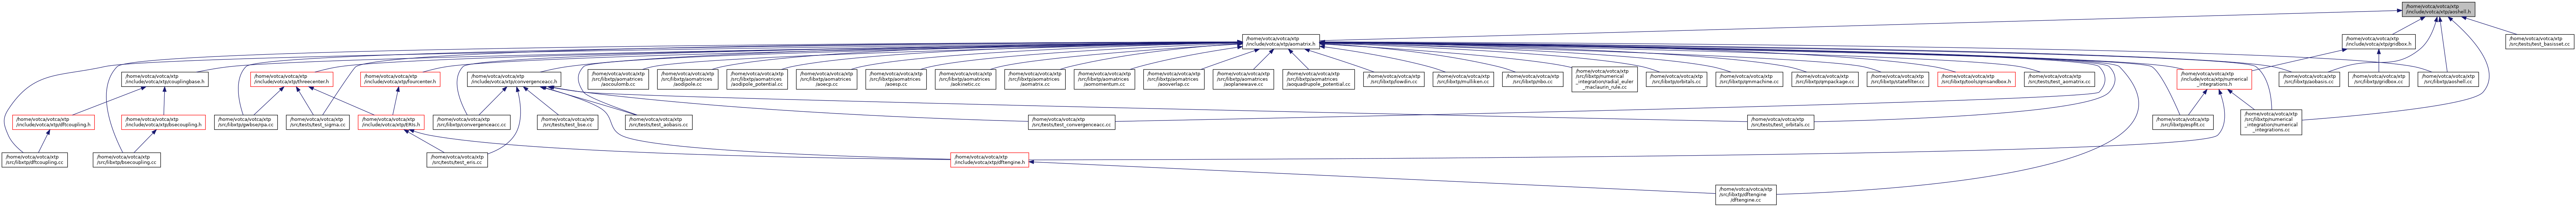 /home/votca/votca/xtp
/include/votca/xtp/aoshell.h
/home/votca/votca/xtp
/include/votca/xtp/aomatrix.h
/home/votca/votca/xtp
/include/votca/xtp/gridbox.h
/home/votca/votca/xtp
/src/tests/test_basisset.cc
/home/votca/votca/xtp
/include/votca/xtp/couplingbase.h
/home/votca/votca/xtp
/include/votca/xtp/threecenter.h
/home/votca/votca/xtp
/include/votca/xtp/fourcenter.h
/home/votca/votca/xtp
/include/votca/xtp/convergenceacc.h
/home/votca/votca/xtp
/src/libxtp/aomatrices
/aocoulomb.cc
/home/votca/votca/xtp
/src/libxtp/aomatrices
/aodipole.cc
/home/votca/votca/xtp
/src/libxtp/aomatrices
/aodipole_potential.cc
/home/votca/votca/xtp
/src/libxtp/aomatrices
/aoecp.cc
/home/votca/votca/xtp
/src/libxtp/aomatrices
/aoesp.cc
/home/votca/votca/xtp
/src/libxtp/aomatrices
/aokinetic.cc
/home/votca/votca/xtp
/src/libxtp/aomatrices
/aomatrix.cc
/home/votca/votca/xtp
/src/libxtp/aomatrices
/aomomentum.cc
/home/votca/votca/xtp
/src/libxtp/aomatrices
/aooverlap.cc
/home/votca/votca/xtp
/src/libxtp/aomatrices
/aoplanewave.cc
/home/votca/votca/xtp
/src/libxtp/aomatrices
/aoquadrupole_potential.cc
/home/votca/votca/xtp
/src/libxtp/lowdin.cc
/home/votca/votca/xtp
/src/libxtp/mulliken.cc
/home/votca/votca/xtp
/src/libxtp/nbo.cc
/home/votca/votca/xtp
/src/libxtp/numerical
_integration/radial_euler
_maclaurin_rule.cc
/home/votca/votca/xtp
/src/libxtp/orbitals.cc
/home/votca/votca/xtp
/src/libxtp/qmmachine.cc
/home/votca/votca/xtp
/src/libxtp/qmpackage.cc
/home/votca/votca/xtp
/src/libxtp/statefilter.cc
/home/votca/votca/xtp
/src/libxtp/tools/qmsandbox.h
/home/votca/votca/xtp
/src/tests/test_aomatrix.cc
/home/votca/votca/xtp
/include/votca/xtp/numerical
_integrations.h
/home/votca/votca/xtp
/src/libxtp/aobasis.cc
/home/votca/votca/xtp
/src/libxtp/gridbox.cc
/home/votca/votca/xtp
/src/libxtp/aoshell.cc
/home/votca/votca/xtp
/include/votca/xtp/dftcoupling.h
/home/votca/votca/xtp
/include/votca/xtp/bsecoupling.h
/home/votca/votca/xtp
/src/libxtp/gwbse/rpa.cc
/home/votca/votca/xtp
/src/tests/test_sigma.cc
/home/votca/votca/xtp
/include/votca/xtp/ERIs.h
/home/votca/votca/xtp
/src/libxtp/convergenceacc.cc
/home/votca/votca/xtp
/src/tests/test_bse.cc
/home/votca/votca/xtp
/src/tests/test_aobasis.cc
/home/votca/votca/xtp
/src/tests/test_convergenceacc.cc
/home/votca/votca/xtp
/src/tests/test_orbitals.cc
/home/votca/votca/xtp
/src/libxtp/espfit.cc
/home/votca/votca/xtp
/src/libxtp/numerical
_integration/numerical
_integrations.cc
/home/votca/votca/xtp
/src/libxtp/dftcoupling.cc
/home/votca/votca/xtp
/src/libxtp/bsecoupling.cc
/home/votca/votca/xtp
/src/tests/test_eris.cc
/home/votca/votca/xtp
/include/votca/xtp/dftengine.h
/home/votca/votca/xtp
/src/libxtp/dftengine
/dftengine.cc